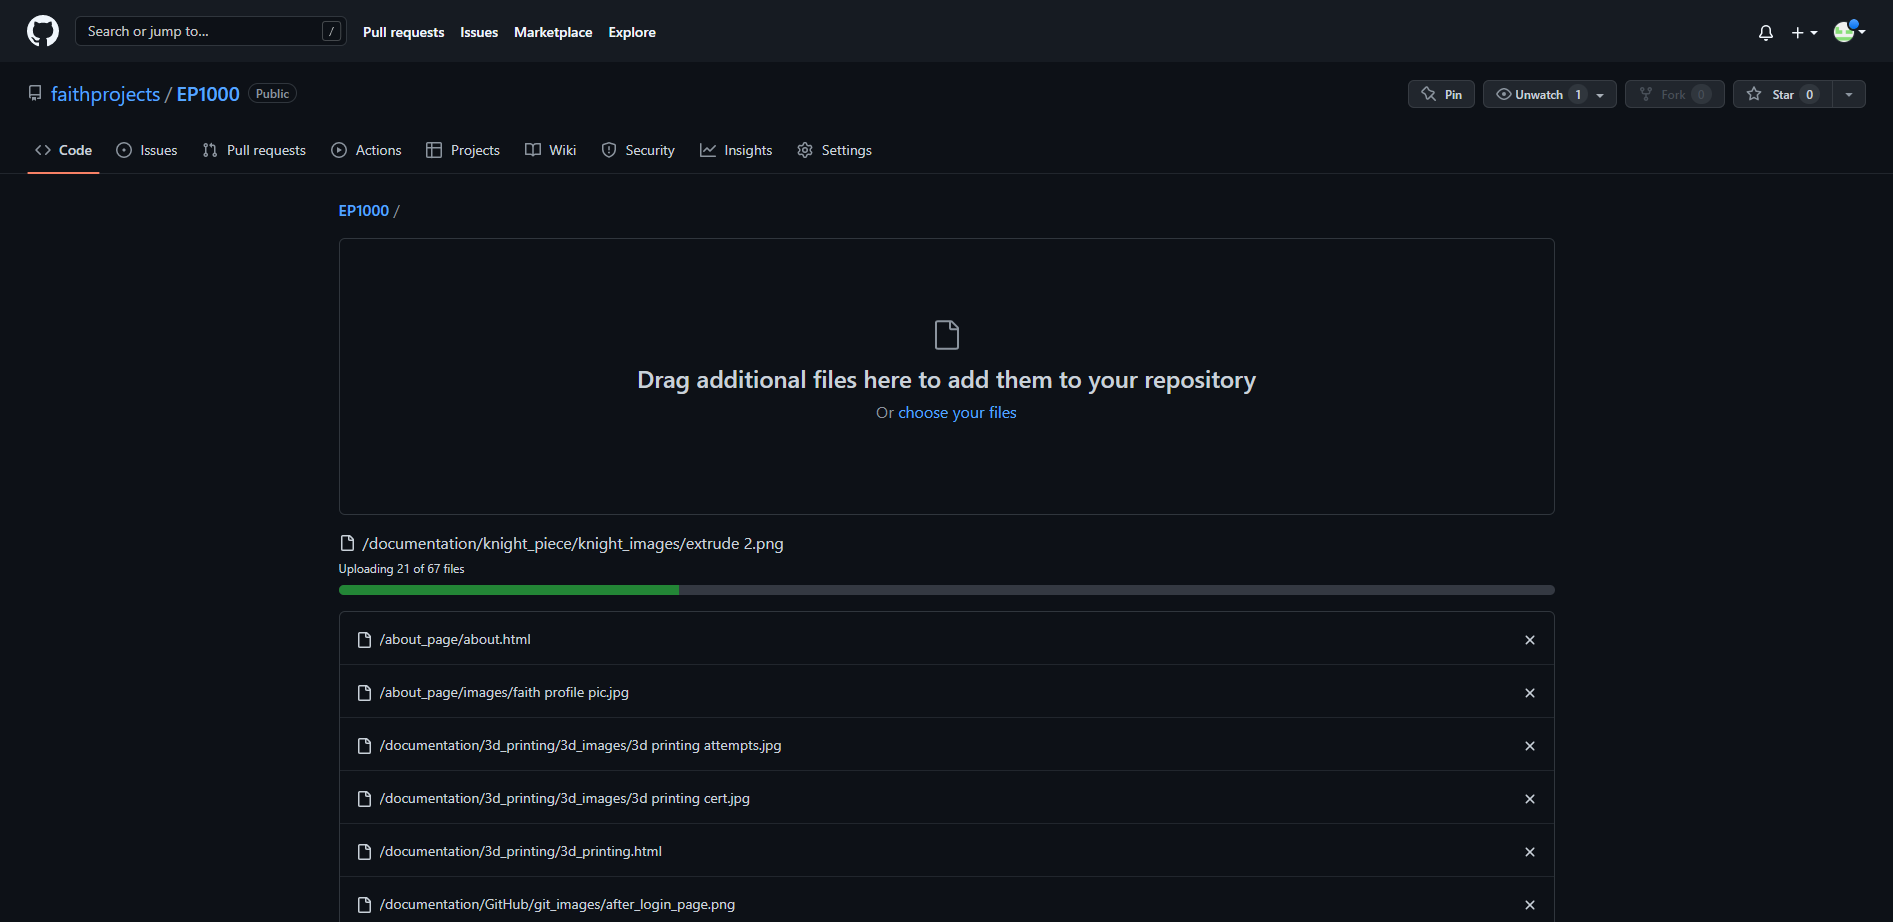 Search or jump to... /
Pull requests Issues Marketplace Explore
faithprojects / EP1000 Public
Pin Unwatch 1 Fork 0 Star 0
Code Issues Pull requests Actions Projects Wiki Security Insights Settings
EP1000 /
Drag additional files here to add them to your repository
Or choose your files
/documentation/knight_piece/knight_images/extrude 2.png
Uploading 21 of 67 files
/about_page/about.html
/about_page/images/faith profile pic.jpg
/documentation/3d_printing/3d_images/3d printing attempts.jpg
/documentation/3d_printing/3d_images/3d printing cert.jpg
/documentation/3d_printing/3d_printing.html
/documentation/GitHub/git_images/after_login_page.png